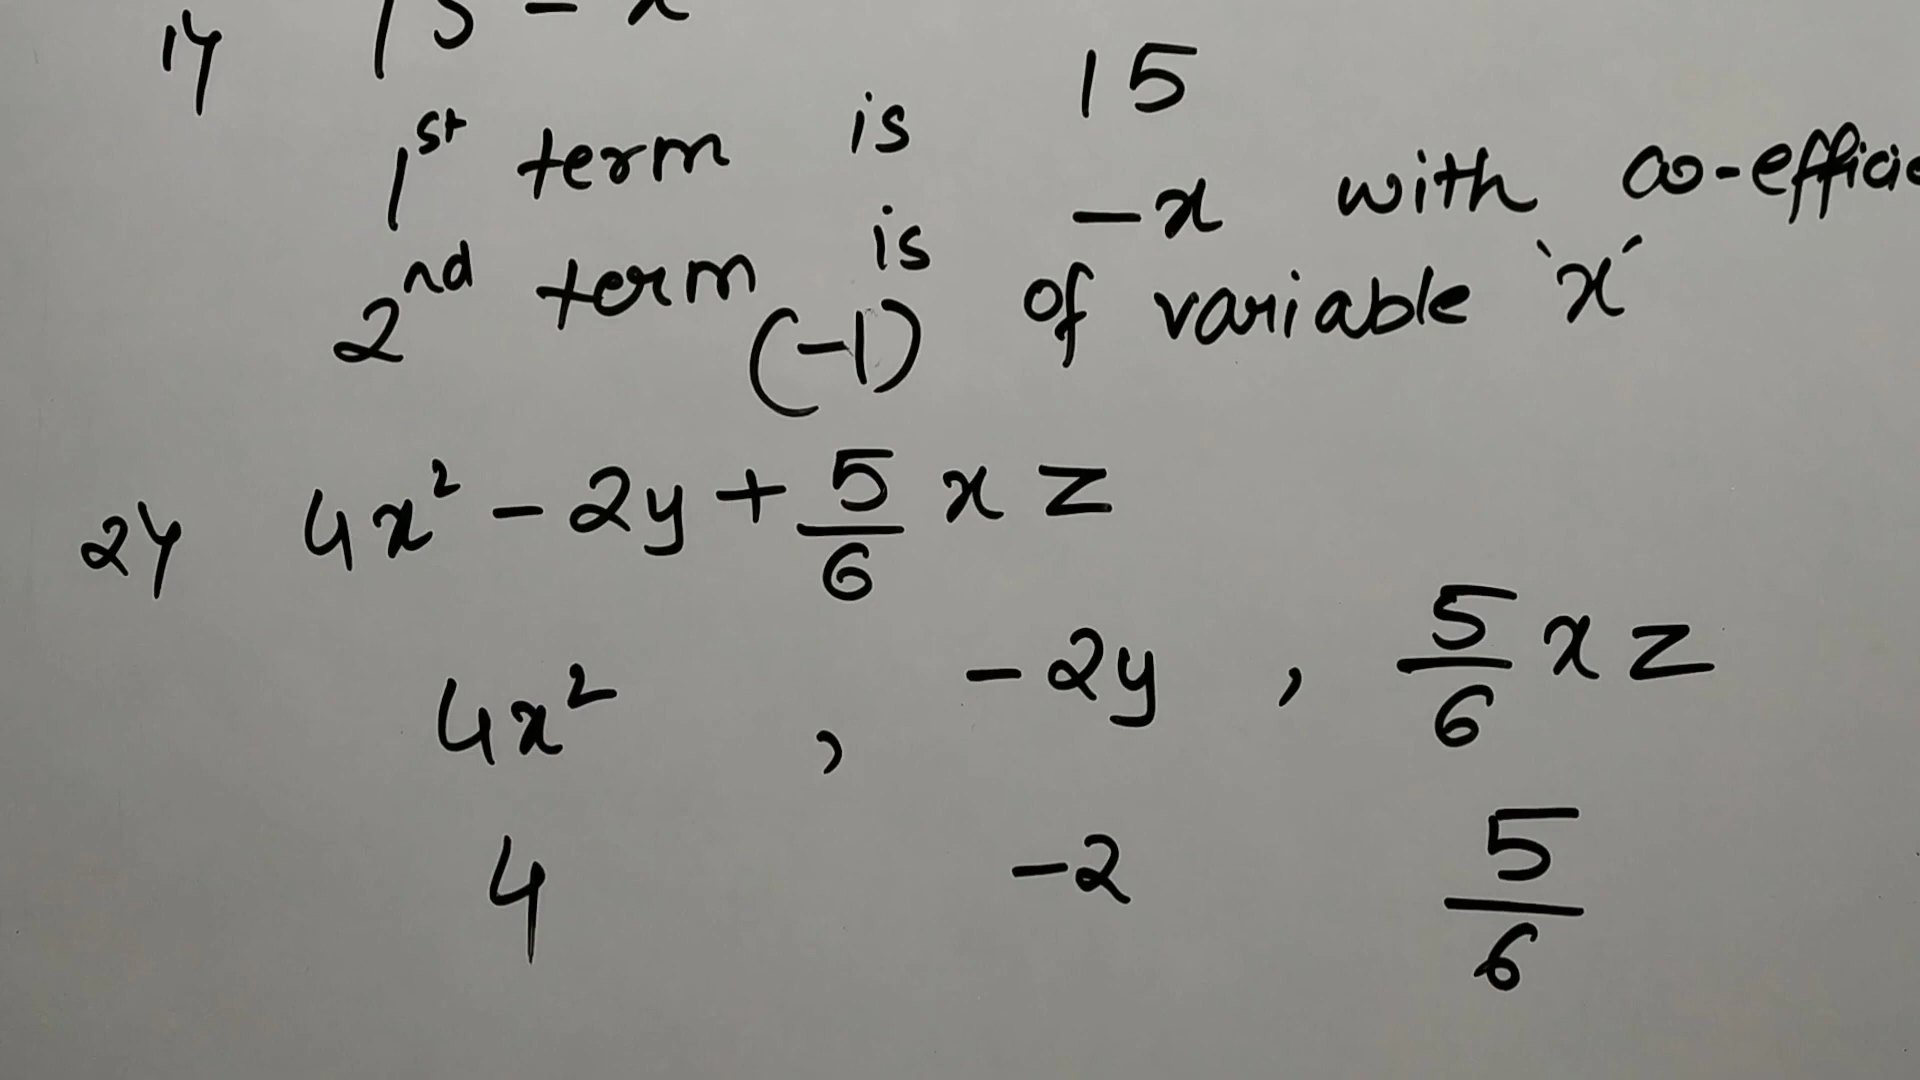 1) 15 - x
1st term is 15
2nd term is -x with co-efficie
(-1) of variable 'x'
2) 4x² - 2y + 5/6 xz
4x² , -2y , 5/6 xz
4 -2 5/6